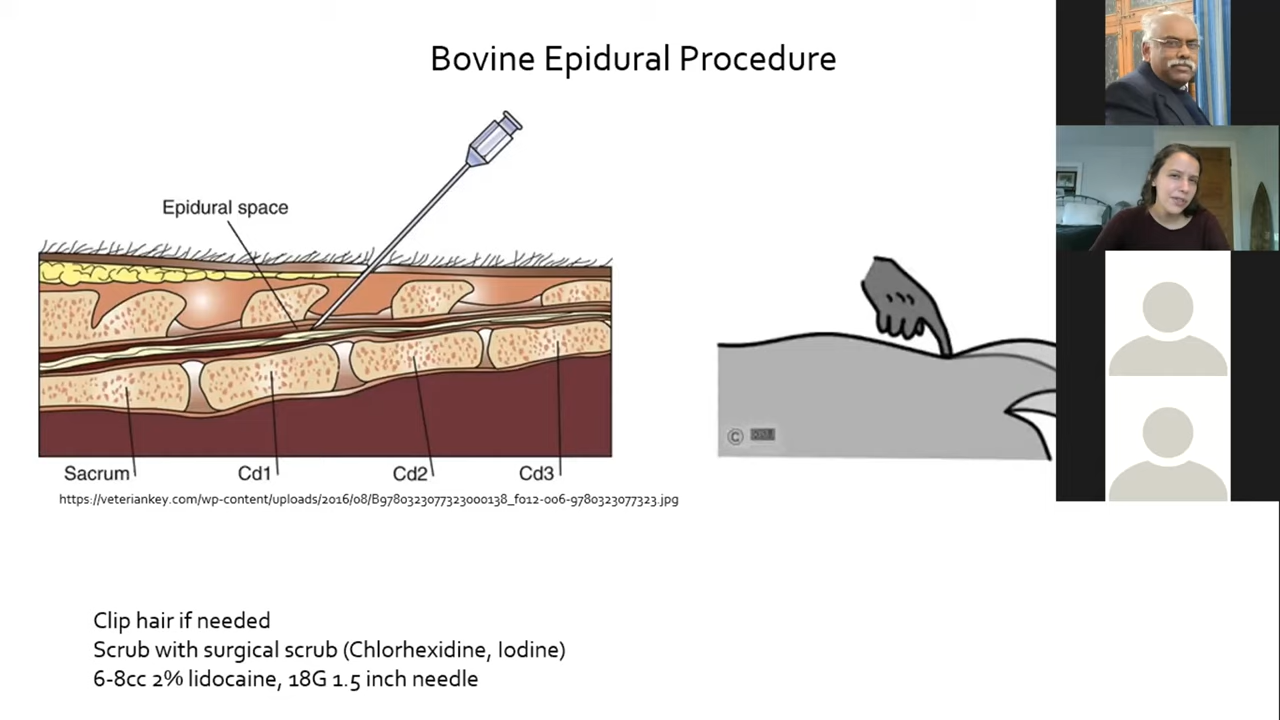 Bovine Epidural Procedure
Epidural space
Sacrum
Cd1
Cd2
Cd3
https://veteriankey.com/wp-content/uploads/2016/08/B9780323077323000138_f012-006-9780323077323.jpg
©
Clip hair if needed
Scrub with surgical scrub (Chlorhexidine, Iodine)
6-8cc 2% lidocaine, 18G 1.5 inch needle